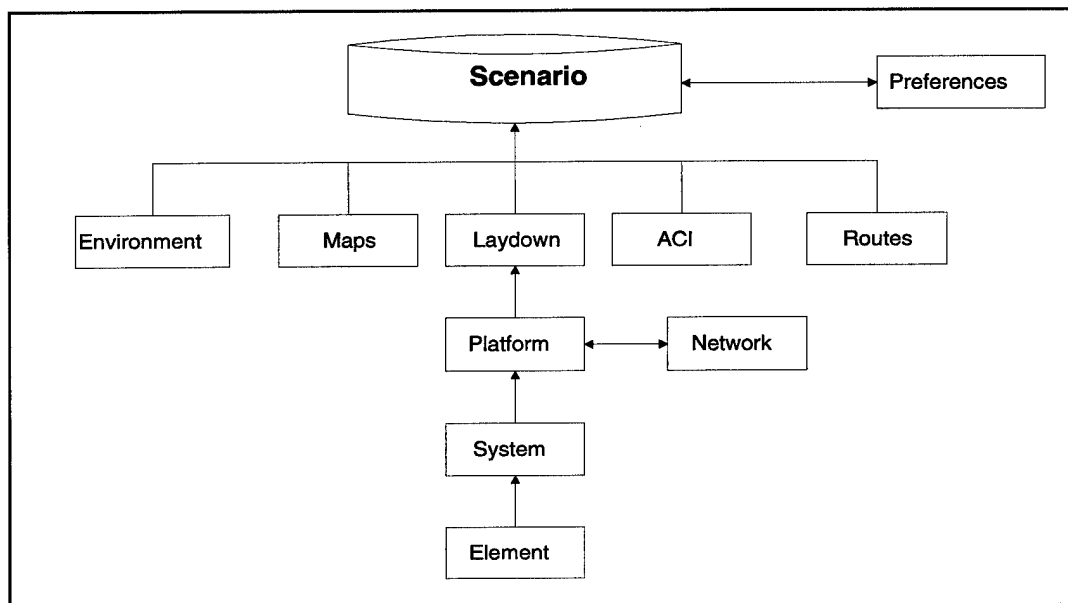 Scenario
Preferences
Environment
Maps
Laydown
ACI
Routes
Platform
Network
System
Element